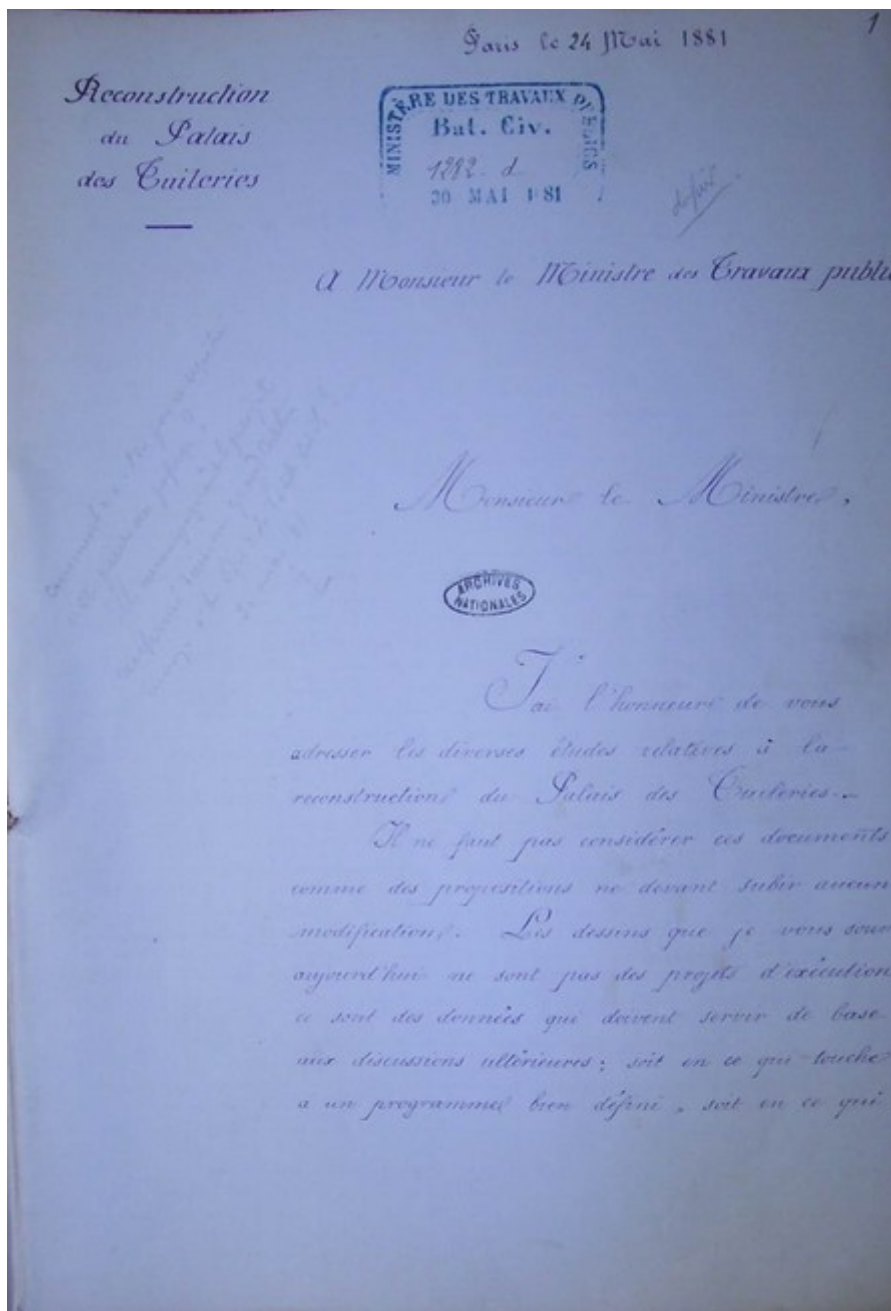 1
Paris le 24 Mai 1881
Reconstruction
du Palais
des Tuileries
MINISTÈRE DES TRAVAUX PUBLICS
Bat. Civ.
1282. d
30 MAI 1881
A Monsieur le Ministre des Travaux public
Monsieur le Ministre,
ARCHIVES
NATIONALES
J'ai l'honneur de vous
adresser les diverses études relatives à la
reconstruction du Palais des Tuileries.
Il ne faut pas considérer ces documents
comme des propositions ne devant subir aucun
modification. Les dessins que je vous soum
aujourd'hui ne sont pas des projets d'exécution
ce sont des données qui doivent servir de base
aux discussions ultérieures ; soit en ce qui touche
a un programme bien défini, soit en ce qui